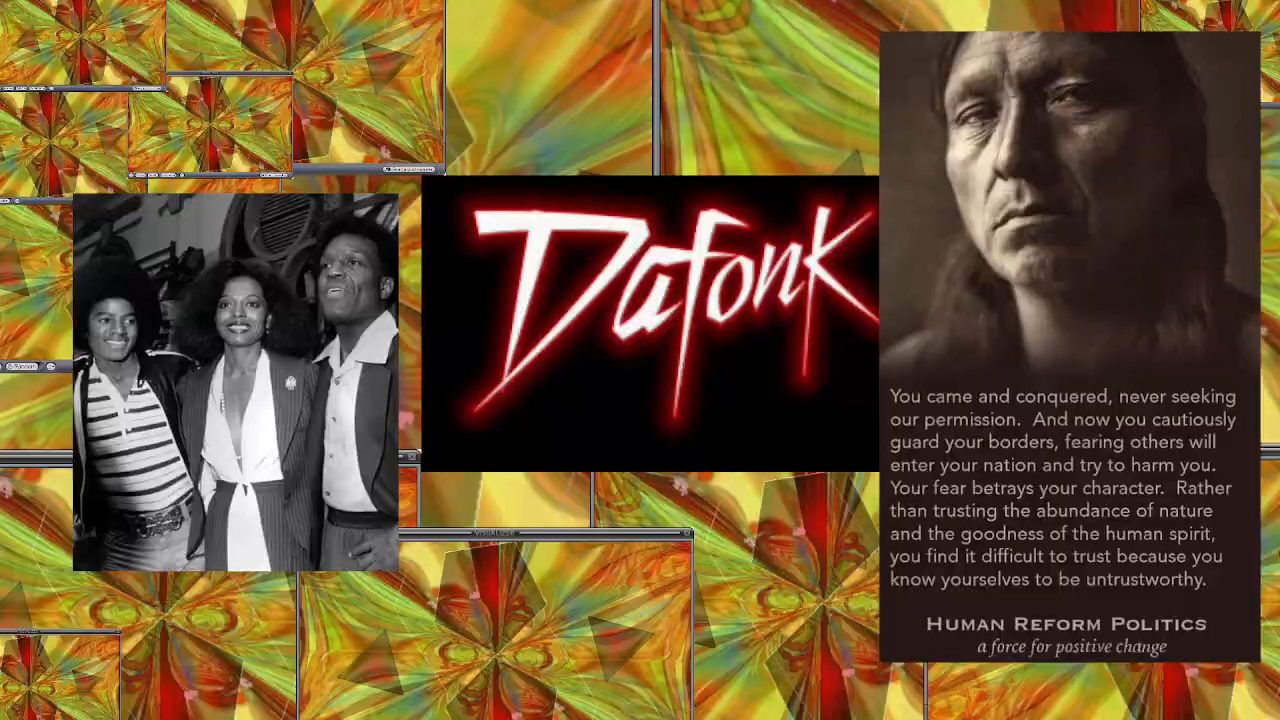 Dafonk
You came and conquered, never seeking
our permission.  And now you cautiously
guard your borders, fearing others will
enter your nation and try to harm you.
Your fear betrays your character.  Rather
than trusting the abundance of nature
and the goodness of the human spirit,
you find it difficult to trust because you
know yourselves to be untrustworthy.
HUMAN REFORM POLITICS
a force for positive change
Random
VISUALIZER